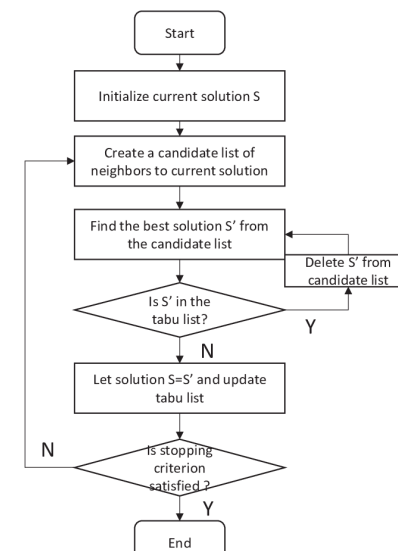 Start
Initialize current solution S
Create a candidate list of
neighbors to current solution
Find the best solution S’ from
the candidate list
Delete S’ from
candidate list
Is S’ in the
tabu list?
Y
N
Let solution S=S’ and update
tabu list
Is stopping
criterion
satisfied ?
N
Y
End